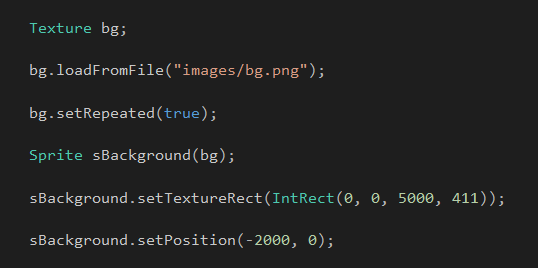 Texture bg;
bg.loadFromFile("images/bg.png");
bg.setRepeated(true);
Sprite sBackground(bg);
sBackground.setTextureRect(IntRect(0, 0, 5000, 411));
sBackground.setPosition(-2000, 0);